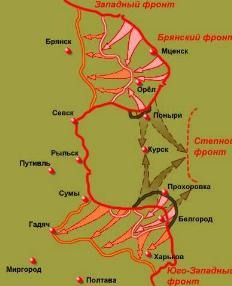 Западный фронт
Брянский фронт
Брянск
Мценск
Орёл
Поныри
Севск
Степной
фронт
Курск
Рыльск
Путивль
Прохоровка
Сумы
Белгород
Гадяч
Харьков
Миргород
Юго-Западный
фронт
Полтава